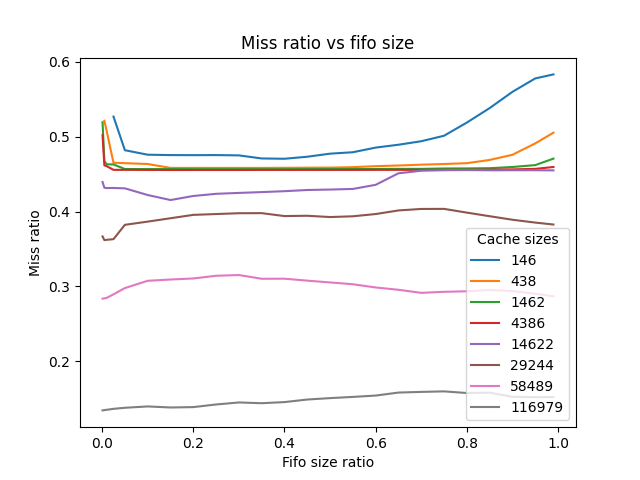 Miss ratio vs fifo size
0.6
0.5
0.4
0.3
0.2
Miss ratio
Cache sizes
146
438
1462
4386
14622
29244
58489
116979
0.0 0.2 0.4 0.6 0.8 1.0
Fifo size ratio